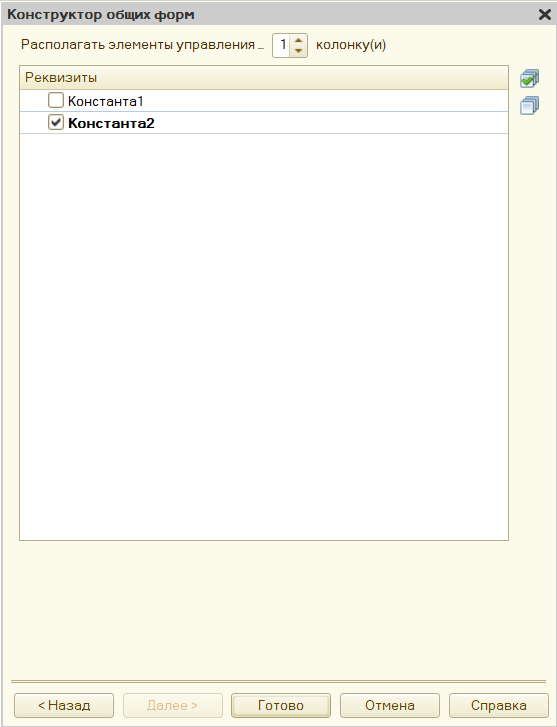 Конструктор общих форм
Располагать элементы управления ... 1 колонку(и)
Реквизиты
Константа1
Константа2
< Назад Далее > Готово Отмена Справка